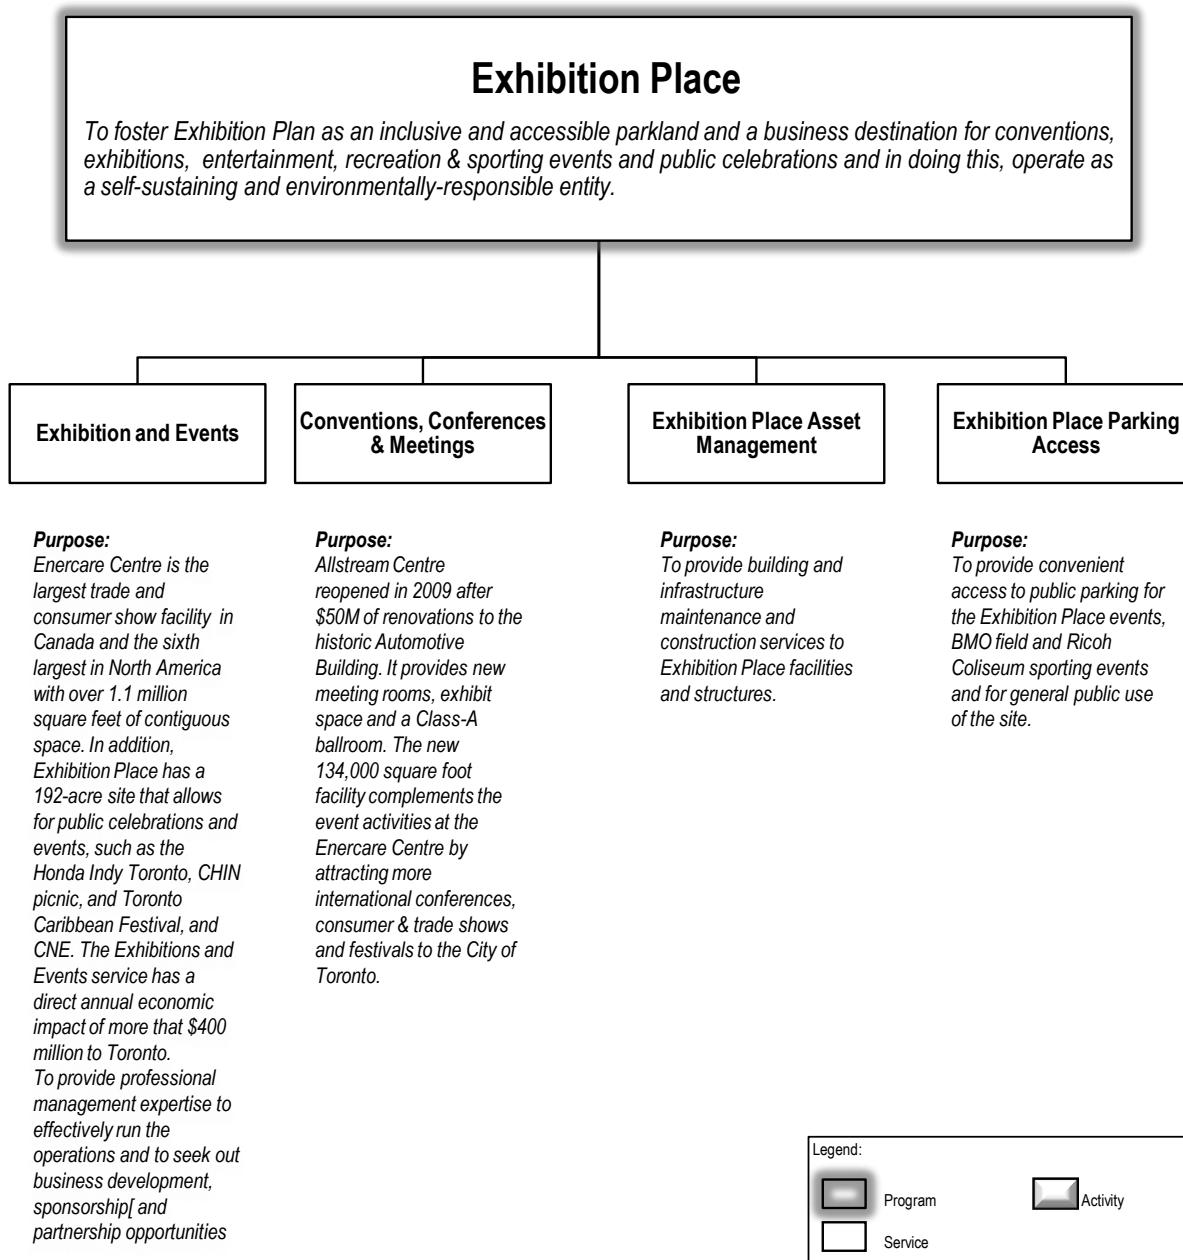 Exhibition Place
To foster Exhibition Plan as an inclusive and accessible parkland and a business destination for conventions,
exhibitions, entertainment, recreation & sporting events and public celebrations and in doing this, operate as
a self-sustaining and environmentally-responsible entity.
Exhibition and Events
Conventions, Conferences
& Meetings
Exhibition Place Asset
Management
Exhibition Place Parking
Access
Purpose:
Enercare Centre is the
largest trade and
consumer show facility in
Canada and the sixth
largest in North America
with over 1.1 million
square feet of contiguous
space. In addition,
Exhibition Place has a
192-acre site that allows
for public celebrations and
events, such as the
Honda Indy Toronto, CHIN
picnic, and Toronto
Caribbean Festival, and
CNE. The Exhibitions and
Events service has a
direct annual economic
impact of more that $400
million to Toronto.
To provide professional
management expertise to
effectively run the
operations and to seek out
business development,
sponsorship[ and
partnership opportunities
Purpose:
Allstream Centre
reopened in 2009 after
$50M of renovations to the
historic Automotive
Building. It provides new
meeting rooms, exhibit
space and a Class-A
ballroom. The new
134,000 square foot
facility complements the
event activities at the
Enercare Centre by
attracting more
international conferences,
consumer & trade shows
and festivals to the City of
Toronto.
Purpose:
To provide building and
infrastructure
maintenance and
construction services to
Exhibition Place facilities
and structures.
Purpose:
To provide convenient
access to public parking for
the Exhibition Place events,
BMO field and Ricoh
Coliseum sporting events
and for general public use
of the site.
Legend:
Program
Activity
Service